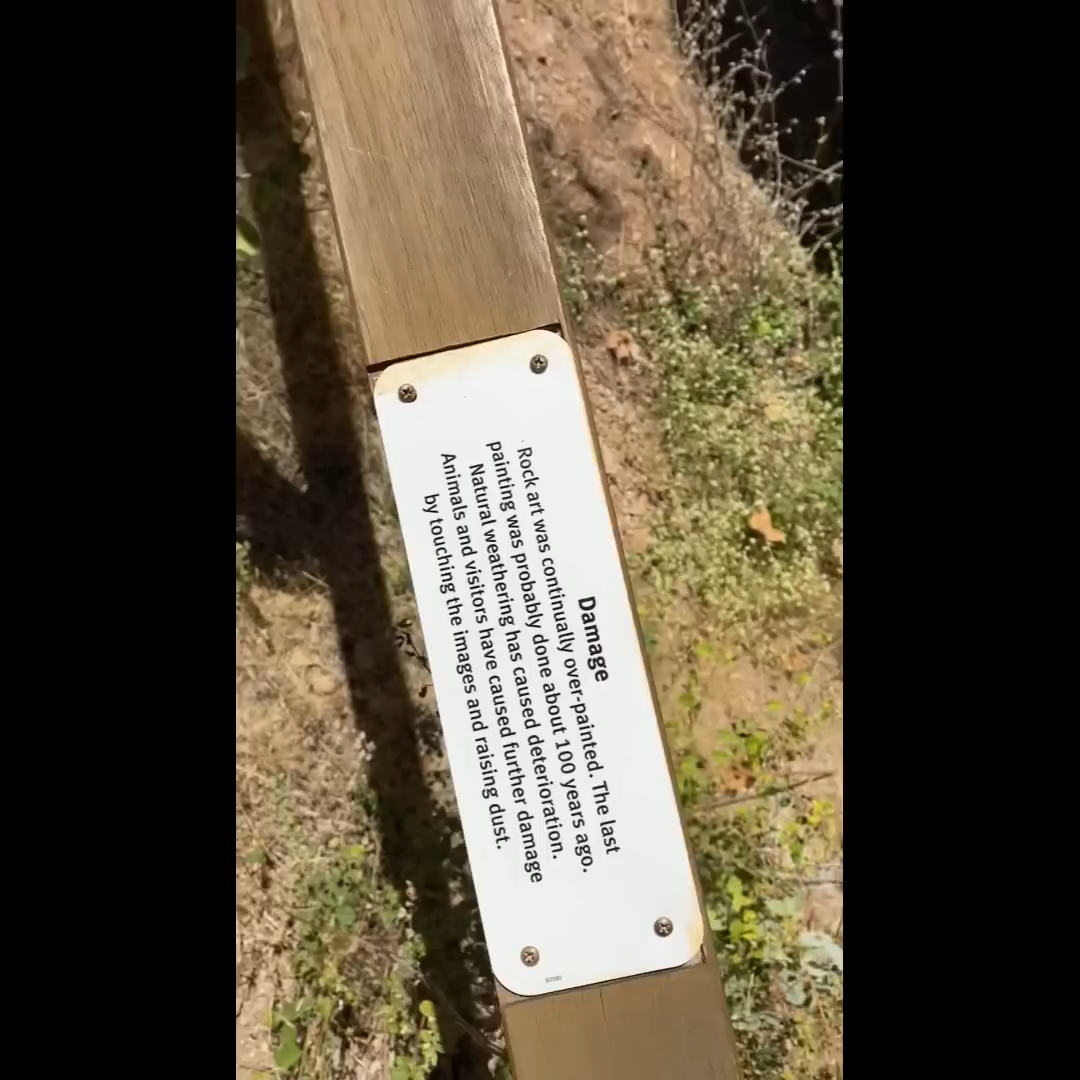 Damage
Rock art was continually over-painted. The last
painting was probably done about 100 years ago.
Natural weathering has caused deterioration.
Animals and visitors have caused further damage
by touching the images and raising dust.